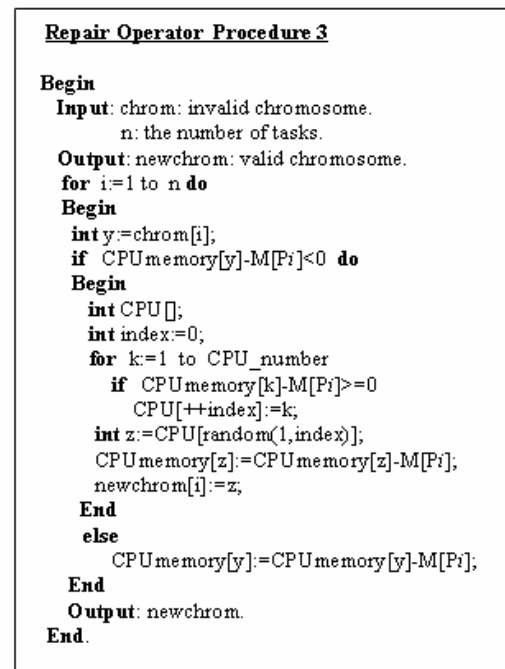 Repair Operator Procedure 3
Begin
Input: chrom: invalid chromosome.
n: the number of tasks.
Output: newchrom: valid chromosome.
for i:=1 to n do
Begin
int y:=chrom[i];
if CPUmemory[y]-M[Pi]<0 do
Begin
int CPU[];
int index:=0;
for k:=1 to CPU_number
if CPUmemory[k]-M[Pi]>=0
CPU[++index]:=k;
int z:=CPU[random(1,index)];
CPUmemory[z]:=CPUmemory[z]-M[Pi];
newchrom[i]:=z;
End
else
CPUmemory[y]:=CPUmemory[y]-M[Pi];
End
Output: newchrom.
End.